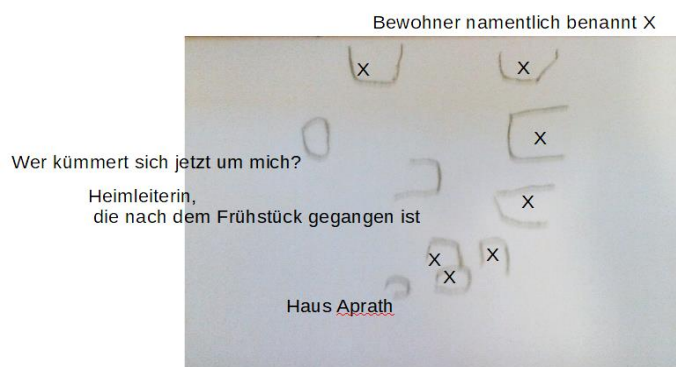 Bewohner namentlich benannt X
X
X
X
Wer kümmert sich jetzt um mich?
Heimleiterin,
die nach dem Frühstück gegangen ist
X
X
X
X
Haus Aprath